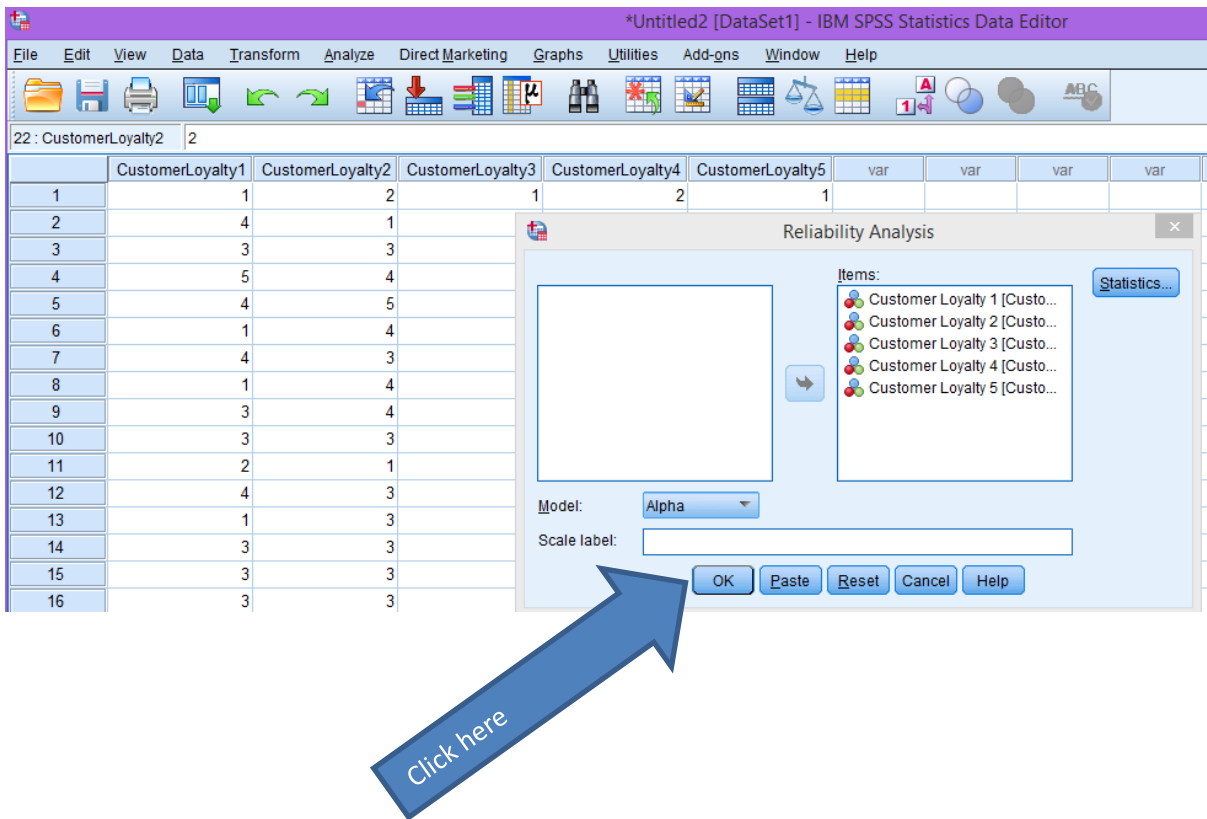 *Untitled2 [DataSet1] - IBM SPSS Statistics Data Editor
File Edit View Data Transform Analyze Direct Marketing Graphs Utilities Add-ons Window Help
μ A 1 ABC
22 : CustomerLoyalty2 2
CustomerLoyalty1 CustomerLoyalty2 CustomerLoyalty3 CustomerLoyalty4 CustomerLoyalty5 var var var var
1 1 2 1 2 1
2 4 1
3 3 3
4 5 4
5 4 5
6 1 4
7 4 3
8 1 4
9 3 4
10 3 3
11 2 1
12 4 3
13 1 3
14 3 3
15 3 3
16 3 3
Reliability Analysis
Items:
Statistics...
Customer Loyalty 1 [Custo...
Customer Loyalty 2 [Custo...
Customer Loyalty 3 [Custo...
Customer Loyalty 4 [Custo...
Customer Loyalty 5 [Custo...
Model: Alpha
Scale label:
OK Paste Reset Cancel Help
Click here